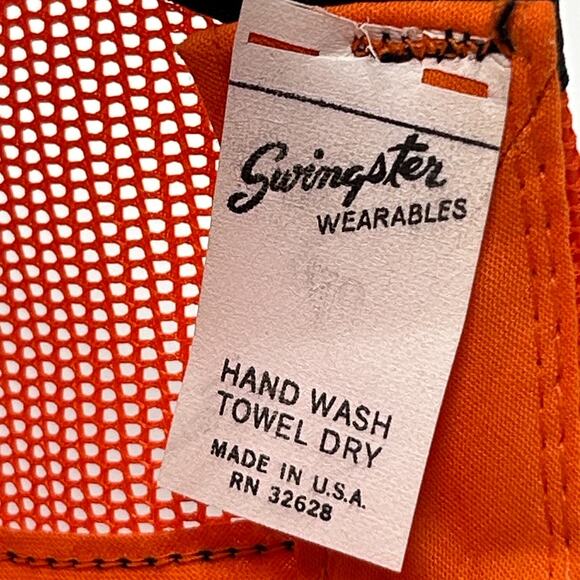 Swingster
WEARABLES
HAND WASH
TOWEL DRY
MADE IN U.S.A.
RN 32628